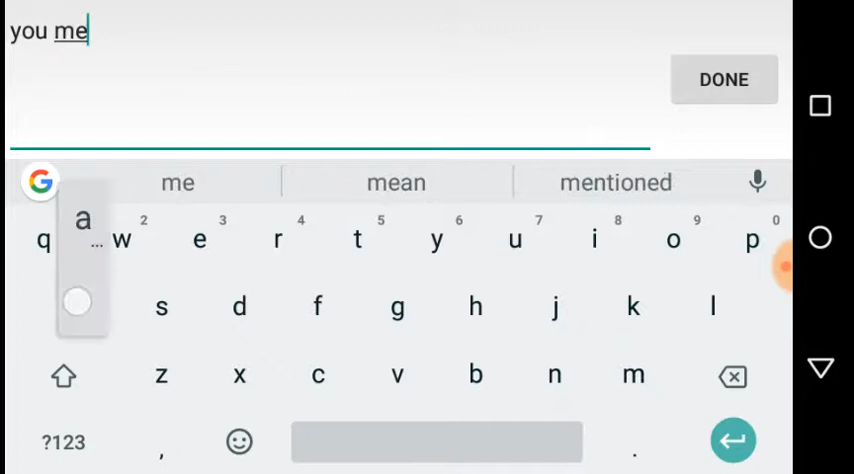 you me
DONE
me mean mentioned
a
...
2 3 4 5 6 7 8 9 0
q w e r t y u i o p
s d f g h j k l
z x c v b n m
?123 , .